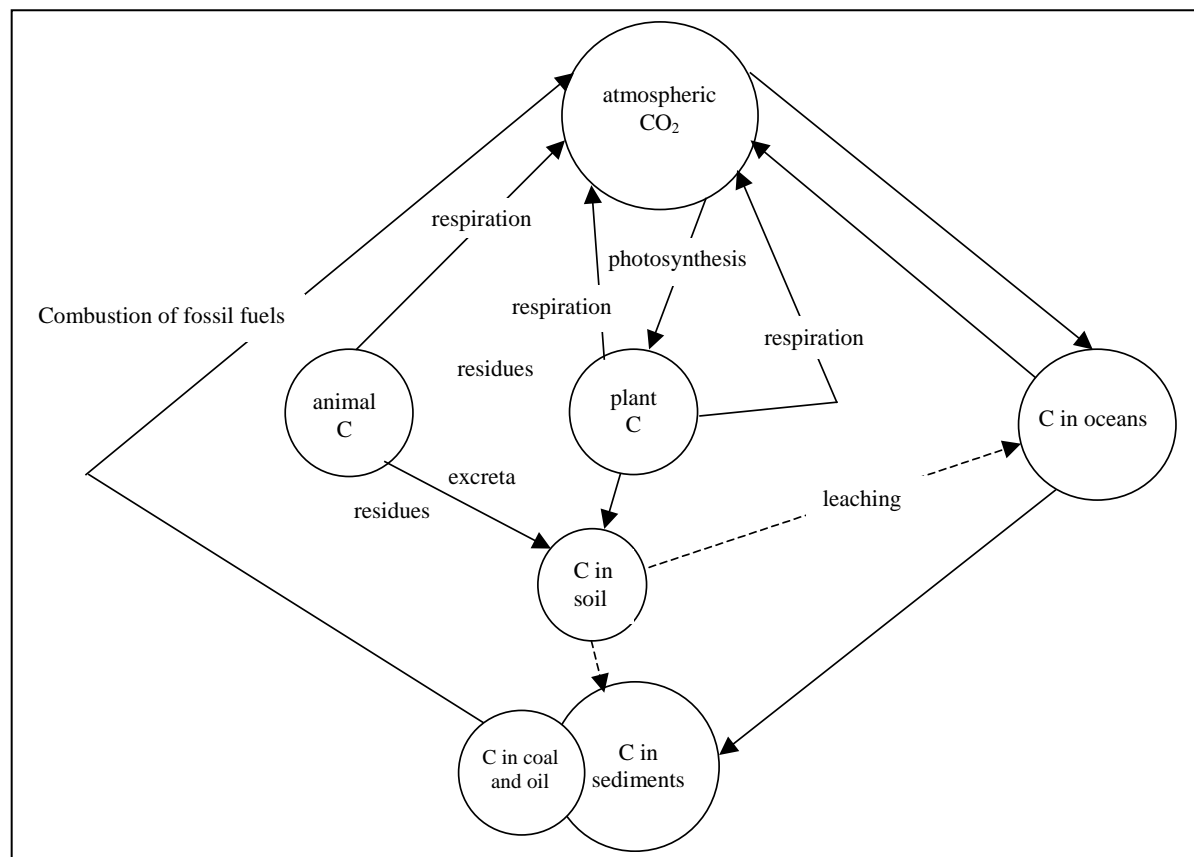 atmospheric
CO₂
respiration
photosynthesis
respiration
Combustion of fossil fuels
respiration
residues
animal
C
plant
C
C in oceans
excreta
residues
leaching
C in
soil
C in coal
and oil
C in
sediments